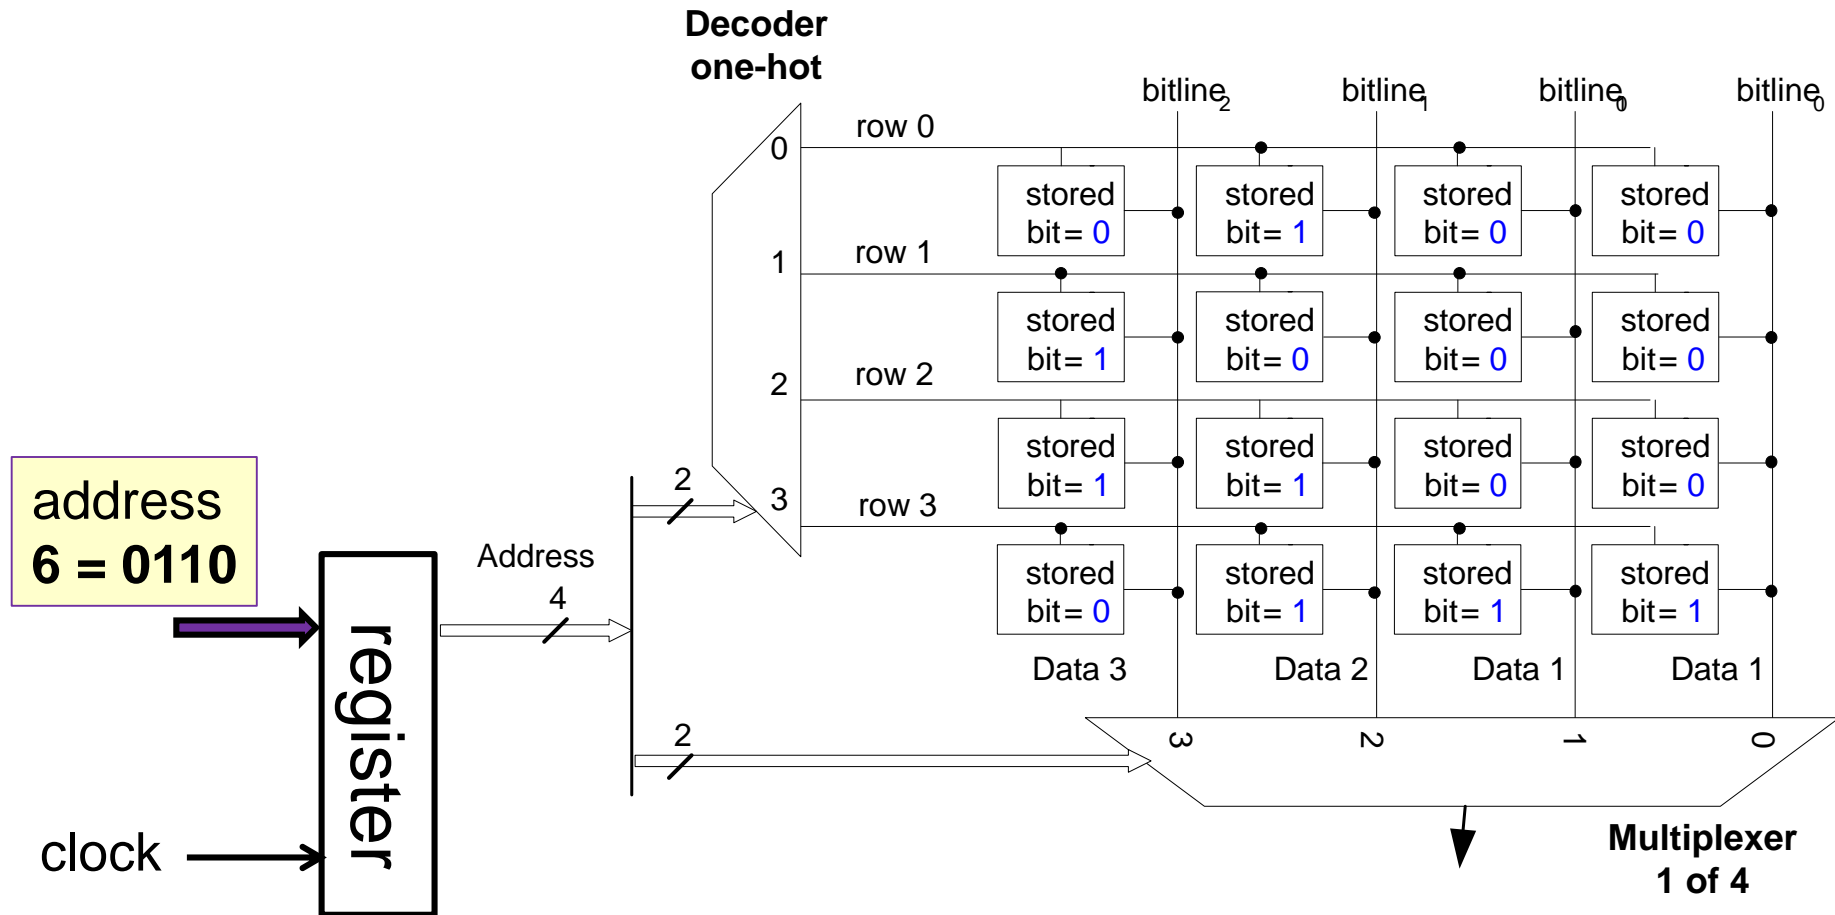 Decoder
one-hot
bitline2
bitline1
bitline0
bitline0
0
row 0
stored
bit= 0
stored
bit= 1
stored
bit= 0
stored
bit= 0
1
row 1
stored
bit= 1
stored
bit= 0
stored
bit= 0
stored
bit= 0
2
row 2
stored
bit= 1
stored
bit= 1
stored
bit= 0
stored
bit= 0
3
row 3
stored
bit= 0
stored
bit= 1
stored
bit= 1
stored
bit= 1
address
6 = 0110
2
Address
4
register
clock
Data 3
Data 2
Data 1
Data 1
2
3
2
1
0
Multiplexer
1 of 4